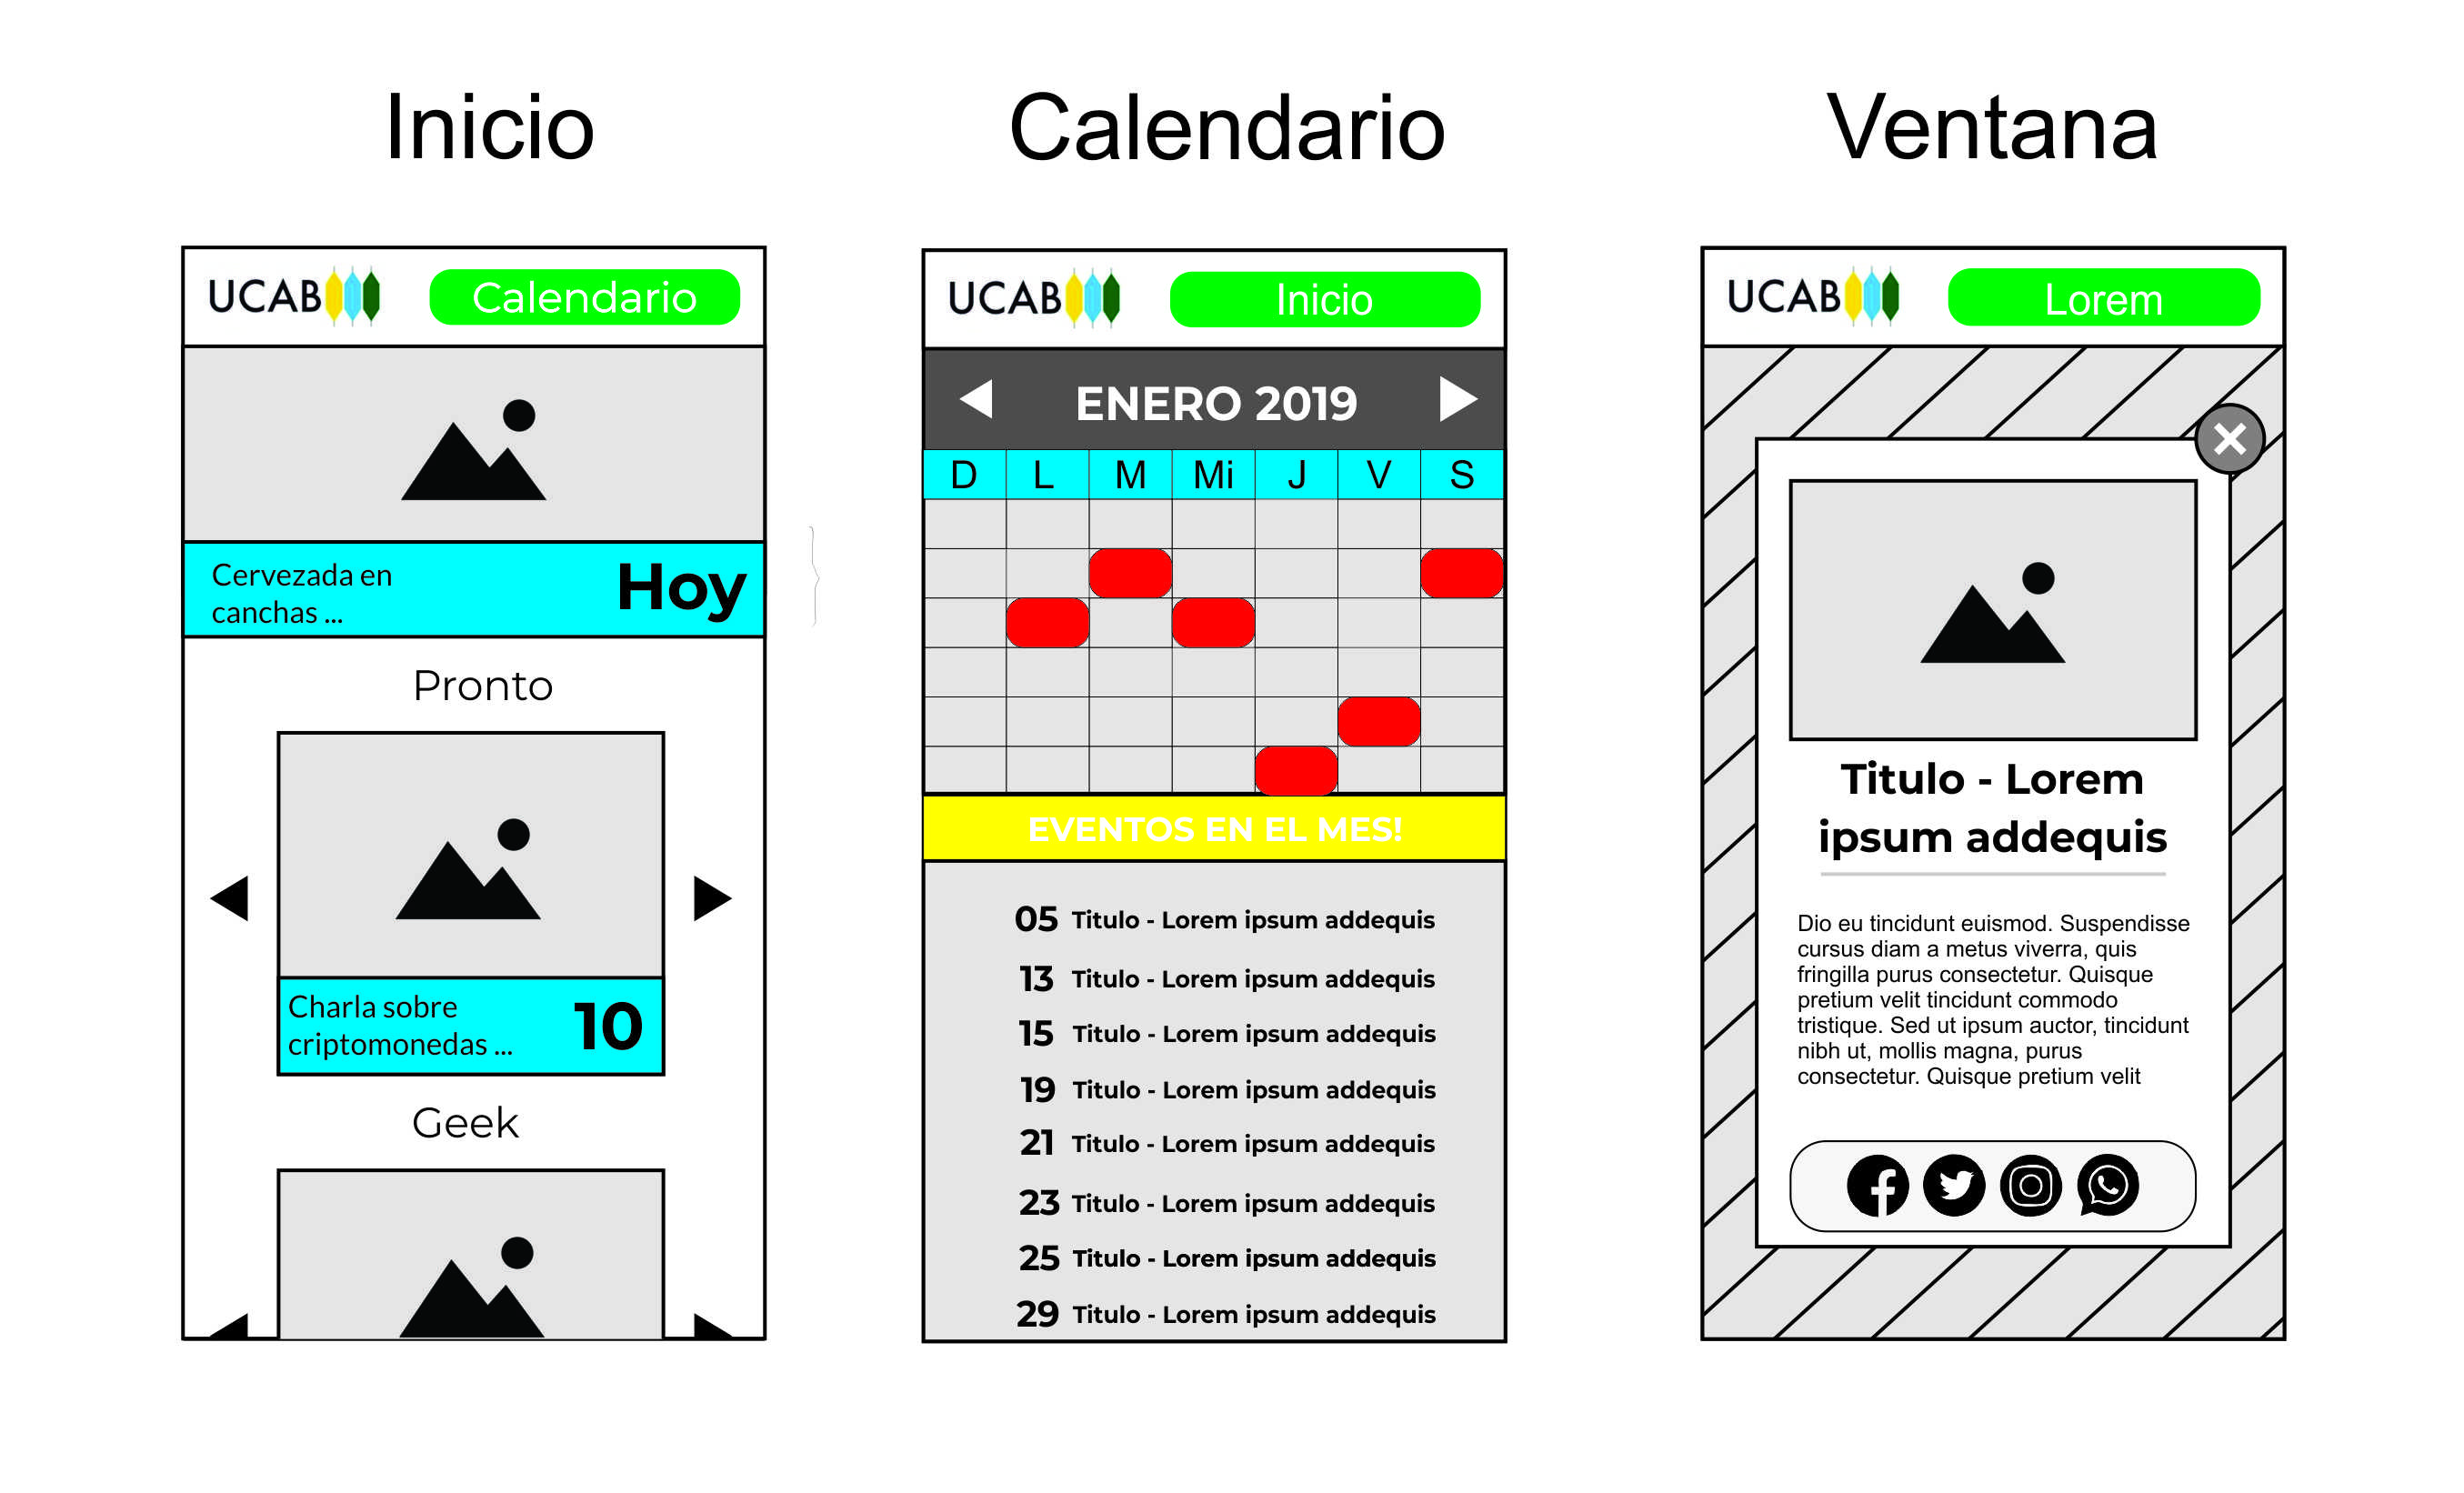 Inicio
UCAB
Calendario
Cervezada en
canchas ...
Hoy
Pronto
Charla sobre
criptomonedas ...
10
Geek
Calendario
UCAB
Inicio
ENERO 2019
D L M Mi J V S
EVENTOS EN EL MES!
05 Titulo - Lorem ipsum addequis
13 Titulo - Lorem ipsum addequis
15 Titulo - Lorem ipsum addequis
19 Titulo - Lorem ipsum addequis
21 Titulo - Lorem ipsum addequis
23 Titulo - Lorem ipsum addequis
25 Titulo - Lorem ipsum addequis
29 Titulo - Lorem ipsum addequis
Ventana
UCAB
Lorem
Titulo - Lorem
ipsum addequis
Dio eu tincidunt euismod. Suspendisse
cursus diam a metus viverra, quis
fringilla purus consectetur. Quisque
pretium velit tincidunt commodo
tristique. Sed ut ipsum auctor, tincidunt
nibh ut, mollis magna, purus
consectetur. Quisque pretium velit